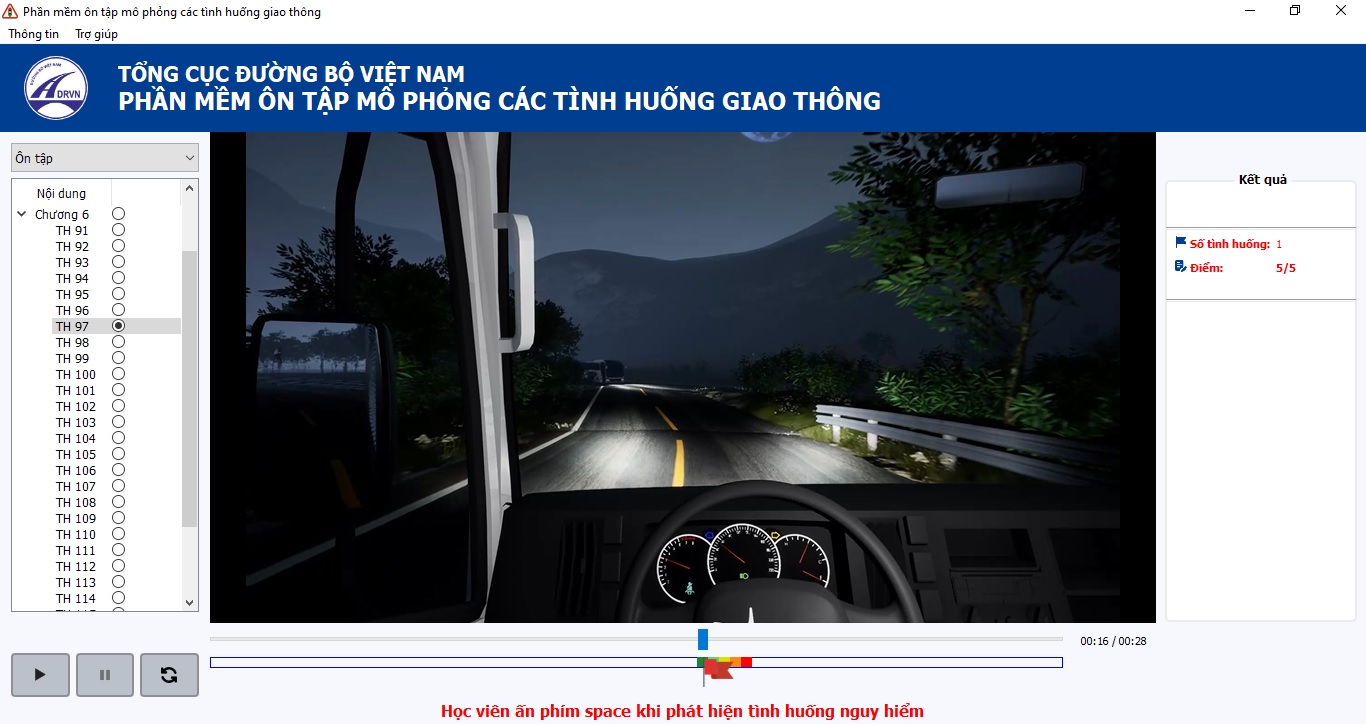 Phần mềm ôn tập mô phỏng các tình huống giao thông
Thông tin Trợ giúp
ĐƯỜNG BỘ VIỆT NAM
DRVN
TỔNG CỤC ĐƯỜNG BỘ VIỆT NAM
PHẦN MỀM ÔN TẬP MÔ PHỎNG CÁC TÌNH HUỐNG GIAO THÔNG
Ôn tập
Nội dung
Chương 6
TH 91
TH 92
TH 93
TH 94
TH 95
TH 96
TH 97
TH 98
TH 99
TH 100
TH 101
TH 102
TH 103
TH 104
TH 105
TH 106
TH 107
TH 108
TH 109
TH 110
TH 111
TH 112
TH 113
TH 114
Kết quả
Số tình huống: 1
Điểm: 5/5
00:16 / 00:28
Học viên ấn phím space khi phát hiện tình huống nguy hiểm